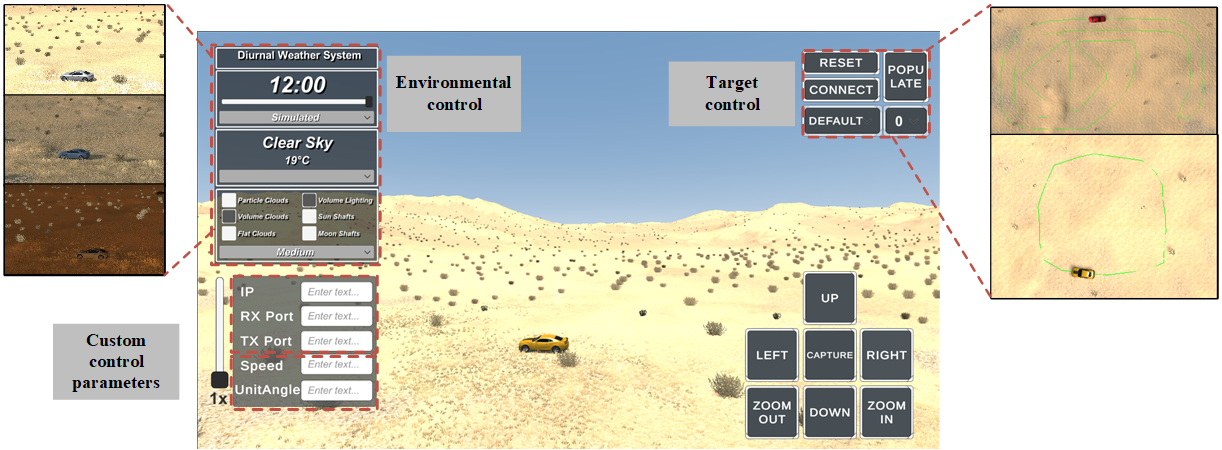 Diurnal Weather System
12:00
Simulated
Clear Sky
19°C
Particle Clouds
Volume Lighting
Volume Clouds
Sun Shafts
Flat Clouds
Moon Shafts
Medium
Environmental
control
Target
control
RESET
CONNECT
POPU
LATE
DEFAULT
0
Custom
control
parameters
1x
IP
Enter text...
RX Port
Enter text...
TX Port
Enter text...
Speed
Enter text...
UnitAngle
Enter text...
UP
LEFT
CAPTURE
RIGHT
ZOOM
OUT
DOWN
ZOOM
IN